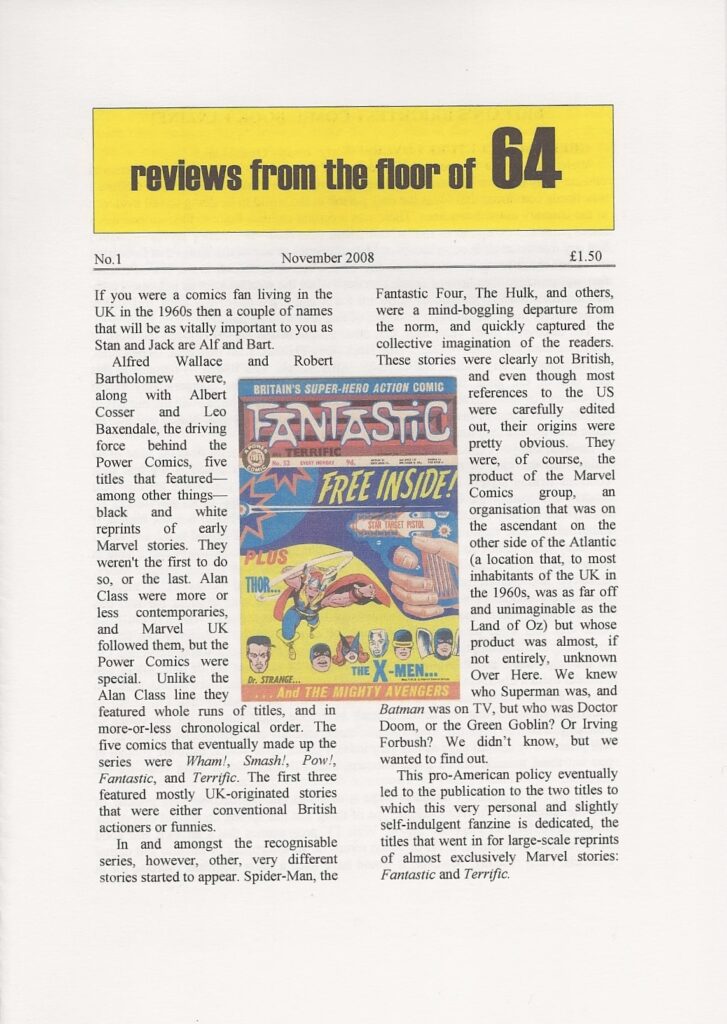 reviews from the floor of 64
No.1 November 2008 £1.50
If you were a comics fan living in the
UK in the 1960s then a couple of names
that will be as vitally important to you as
Stan and Jack are Alf and Bart.
Alfred Wallace and Robert
Bartholomew were,
along with Albert
Cosser and Leo
Baxendale, the driving
force behind the
Power Comics, five
titles that featured—
among other things—
black and white
reprints of early
Marvel stories. They
weren't the first to do
so, or the last. Alan
Class were more or
less contemporaries,
and Marvel UK
followed them, but the
Power Comics were
special. Unlike the
Alan Class line they
featured whole runs of titles, and in
more-or-less chronological order. The
five comics that eventually made up the
series were Wham!, Smash!, Pow!,
Fantastic, and Terrific. The first three
featured mostly UK-originated stories
that were either conventional British
actioners or funnies.
In and amongst the recognisable
series, however, other, very different
stories started to appear. Spider-Man, the
BRITAIN'S SUPER-HERO ACTION COMIC
FANTASTIC
TERRIFIC
A POWER
COMIC
No. 52 EVERY MONDAY 9d.
FREE INSIDE!
STAR TARGET PISTOL
PLUS
THOR...
Dr. STRANGE...
THE X-MEN...
...And THE MIGHTY AVENGERS
Fantastic Four, The Hulk, and others,
were a mind-boggling departure from
the norm, and quickly captured the
collective imagination of the readers.
These stories were clearly not British,
and even though most
references to the US
were carefully edited
out, their origins were
pretty obvious. They
were, of course, the
product of the Marvel
Comics group, an
organisation that was on
the ascendant on the
other side of the Atlantic
(a location that, to most
inhabitants of the UK in
the 1960s, was as far off
and unimaginable as the
Land of Oz) but whose
product was almost, if
not entirely, unknown
Over Here. We knew
who Superman was, and
Batman was on TV, but who was Doctor
Doom, or the Green Goblin? Or Irving
Forbush? We didn't know, but we
wanted to find out.
This pro-American policy eventually
led to the publication to the two titles to
which this very personal and slightly
self-indulgent fanzine is dedicated, the
titles that went in for large-scale reprints
of almost exclusively Marvel stories:
Fantastic and Terrific.